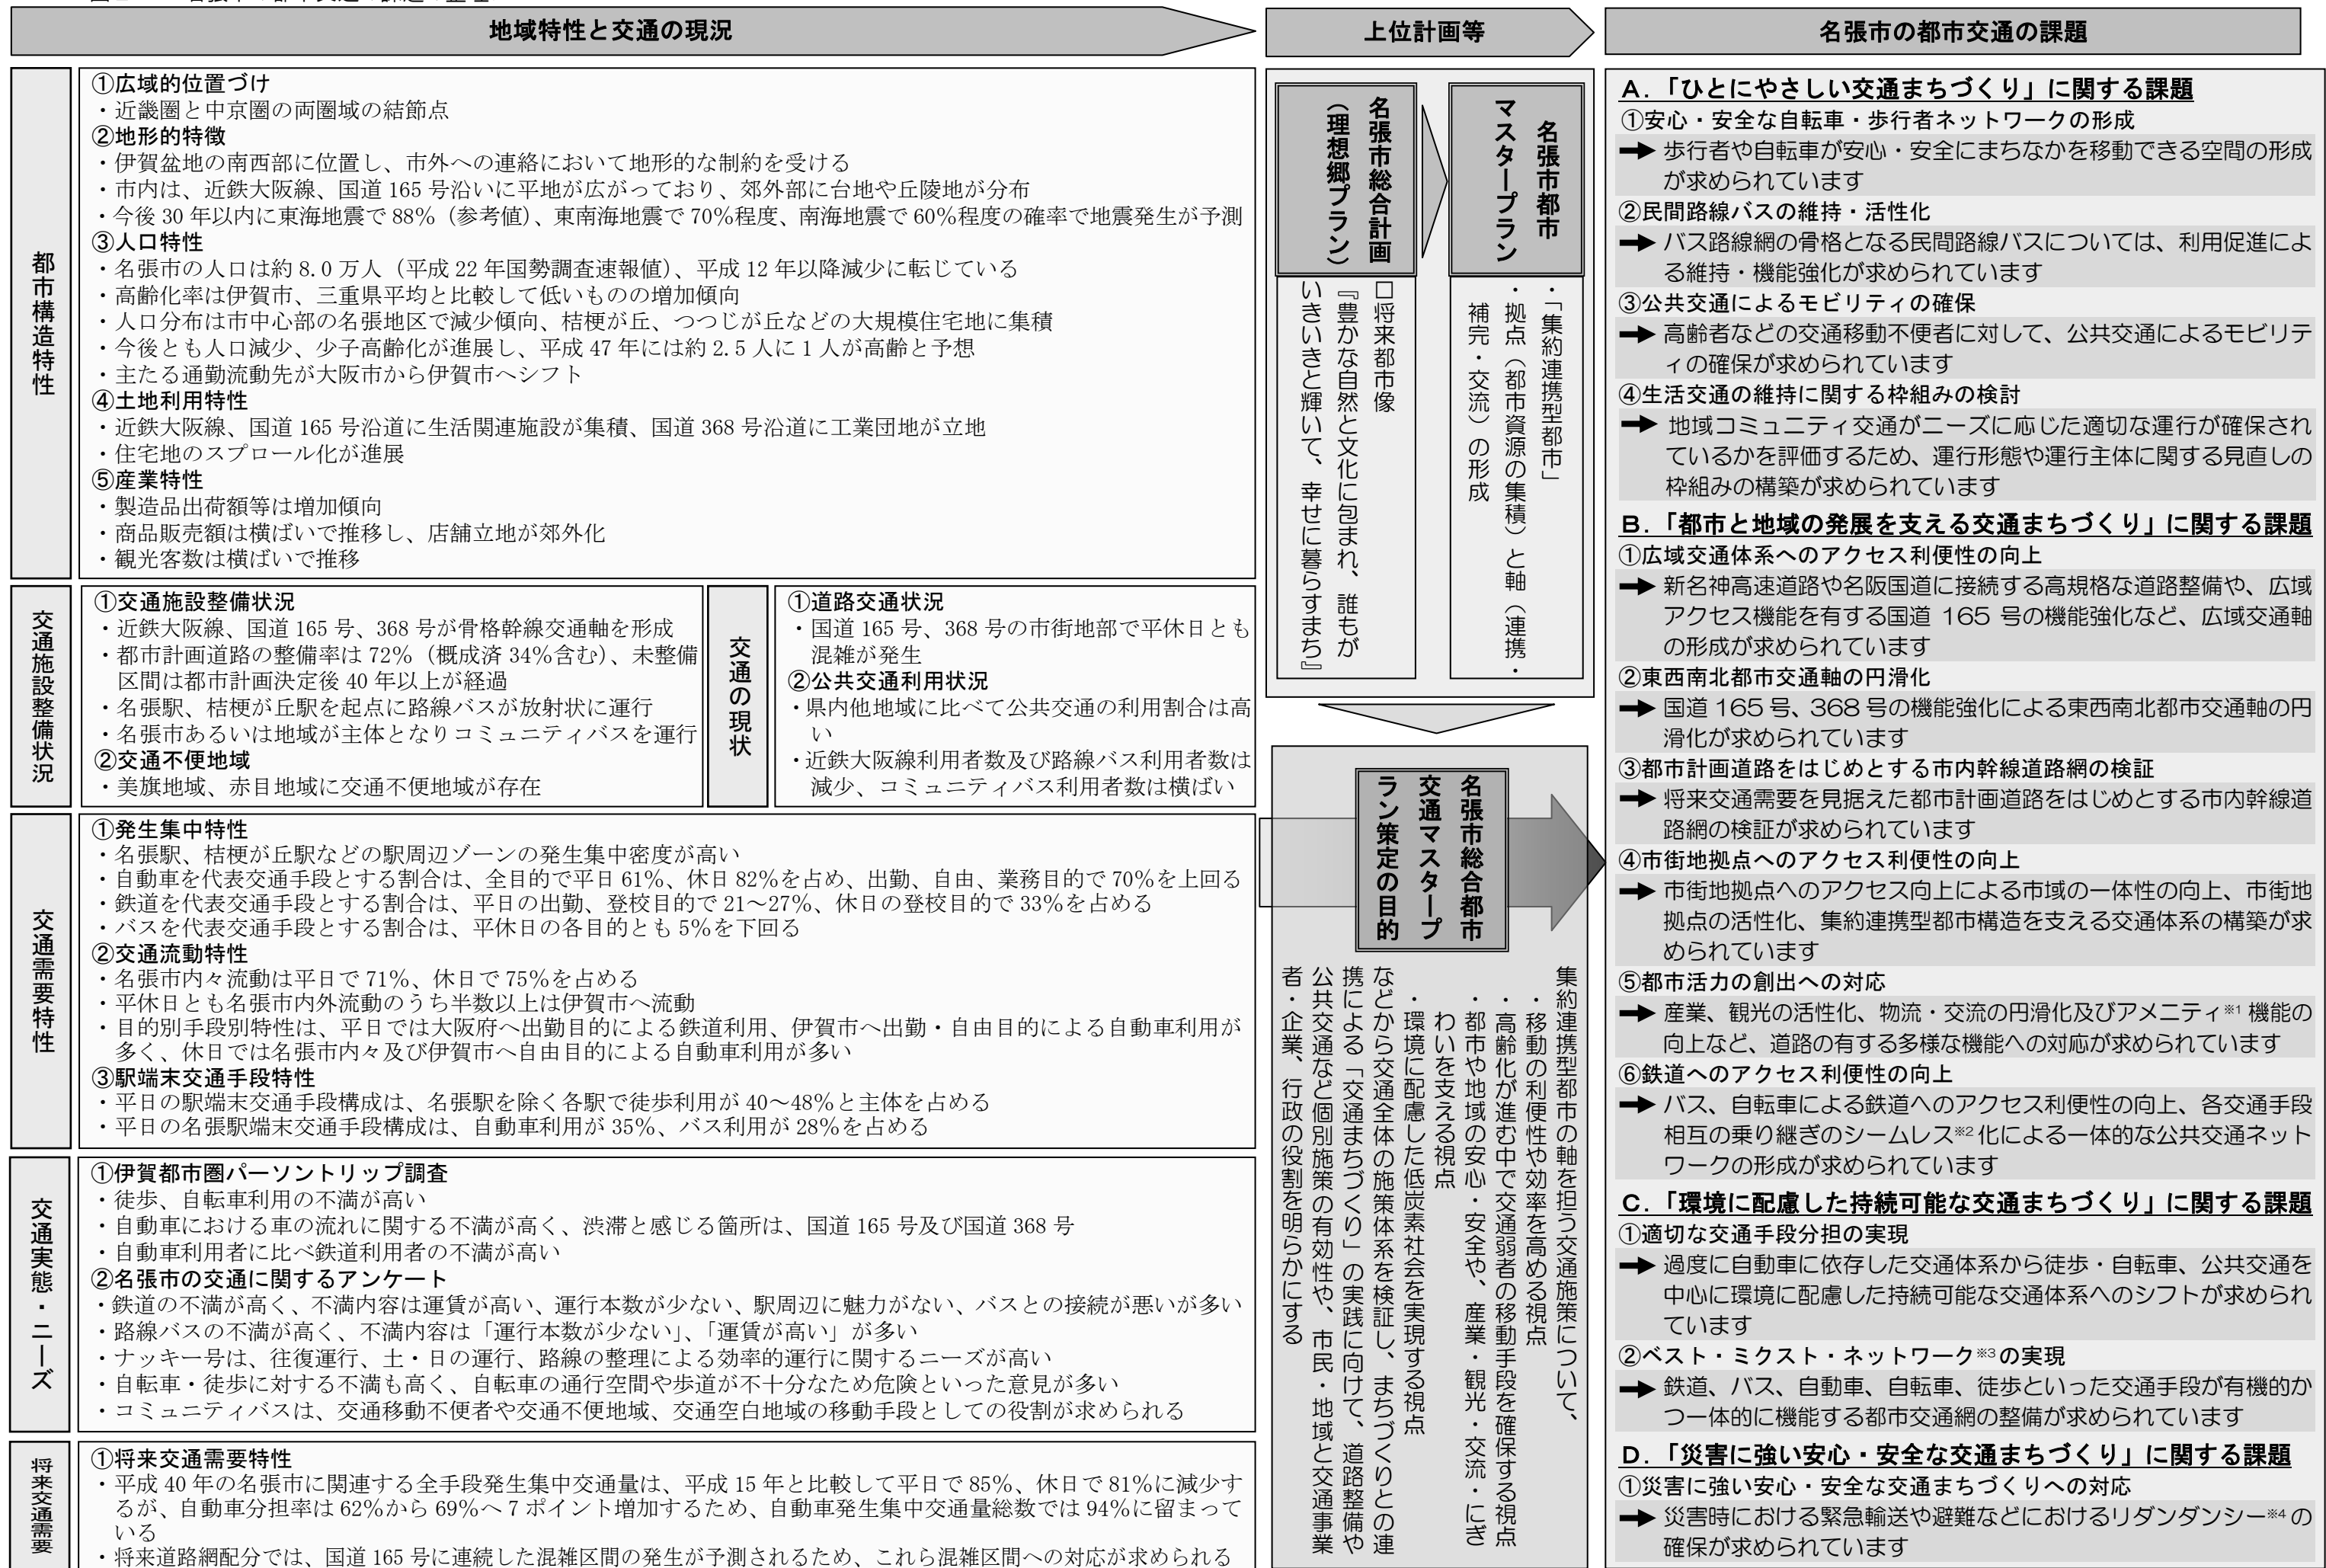 地域特性と交通の現況
上位計画等
名張市の都市交通の課題
都市構造特性
①広域的位置づけ
・近畿圏と中京圏の両圏域の結節点
②地形的特徴
・伊賀盆地の南西部に位置し、市外への連絡において地形的な制約を受ける
・市内は、近鉄大阪線、国道 165 号沿いに平地が広がっており、郊外部に台地や丘陵地が分布
・今後 30 年以内に東海地震で 88%（参考値）、東南海地震で 70%程度、南海地震で 60%程度の確率で地震発生が予測
③人口特性
・名張市の人口は約 8.0 万人（平成 22 年国勢調査速報値）、平成 12 年以降減少に転じている
・高齢化率は伊賀市、三重県平均と比較して低いものの増加傾向
・人口分布は市中心部の名張地区で減少傾向、桔梗が丘、つつじが丘などの大規模住宅地に集積
・今後とも人口減少、少子高齢化が進展し、平成 47 年には約 2.5 人に 1 人が高齢と予想
・主たる通勤流動先が大阪市から伊賀市へシフト
④土地利用特性
・近鉄大阪線、国道 165 号沿道に生活関連施設が集積、国道 368 号沿道に工業団地が立地
・住宅地のスプロール化が進展
⑤産業特性
・製造品出荷額等は増加傾向
・商品販売額は横ばいで推移し、店舗立地が郊外化
・観光客数は横ばいで推移
交通施設整備状況
①交通施設整備状況
・近鉄大阪線、国道 165 号、368 号が骨格幹線交通軸を形成
・都市計画道路の整備率は 72%（概成済 34%含む）、未整備
区間は都市計画決定後 40 年以上が経過
・名張駅、桔梗が丘駅を起点に路線バスが放射状に運行
・名張市あるいは地域が主体となりコミュニティバスを運行
②交通不便地域
・美旗地域、赤目地域に交通不便地域が存在
交通の現状
①道路交通状況
・国道 165 号、368 号の市街地部で平休日とも
混雑が発生
②公共交通利用状況
・県内他地域に比べて公共交通の利用割合は高
い
・近鉄大阪線利用者数及び路線バス利用者数は
減少、コミュニティバス利用者数は横ばい
交通需要特性
①発生集中特性
・名張駅、桔梗が丘駅などの駅周辺ゾーンの発生集中密度が高い
・自動車を代表交通手段とする割合は、全目的で平日 61%、休日 82%を占め、出勤、自由、業務目的で 70%を上回る
・鉄道を代表交通手段とする割合は、平日の出勤、登校目的で 21～27%、休日の登校目的で 33%を占める
・バスを代表交通手段とする割合は、平休日の各目的とも 5%を下回る
②交通流動特性
・名張市内々流動は平日で 71%、休日で 75%を占める
・平休日とも名張市内外流動のうち半数以上は伊賀市へ流動
・目的別手段別特性は、平日では大阪府へ出勤目的による鉄道利用、伊賀市へ出勤・自由目的による自動車利用が
多く、休日では名張市内々及び伊賀市へ自由目的による自動車利用が多い
③駅端末交通手段特性
・平日の駅端末交通手段構成は、名張駅を除く各駅で徒歩利用が 40～48%と主体を占める
・平日の名張駅端末交通手段構成は、自動車利用が 35%、バス利用が 28%を占める
交通実態・ニーズ
①伊賀都市圏パーソントリップ調査
・徒歩、自転車利用の不満が高い
・自動車における車の流れに関する不満が高く、渋滞と感じる箇所は、国道 165 号及び国道 368 号
・自動車利用者に比べ鉄道利用者の不満が高い
②名張市の交通に関するアンケート
・鉄道の不満が高く、不満内容は運賃が高い、運行本数が少ない、駅周辺に魅力がない、バスとの接続が悪いが多い
・路線バスの不満が高く、不満内容は「運行本数が少ない」、「運賃が高い」が多い
・ナッキー号は、往復運行、土・日の運行、路線の整理による効率的運行に関するニーズが高い
・自転車・徒歩に対する不満も高く、自転車の通行空間や歩道が不十分なため危険といった意見が多い
・コミュニティバスは、交通移動不便者や交通不便地域、交通空白地域の移動手段としての役割が求められる
将来交通需要
①将来交通需要特性
・平成 40 年の名張市に関連する全手段発生集中交通量は、平成 15 年と比較して平日で 85%、休日で 81%に減少す
るが、自動車分担率は 62%から 69%へ 7 ポイント増加するため、自動車発生集中交通量総数では 94%に留まって
いる
・将来道路網配分では、国道 165 号に連続した混雑区間の発生が予測されるため、これら混雑区間への対応が求められる
名張市総合計画
（理想郷プラン）
□将来都市像
『豊かな自然と文化に包まれ、誰もが
いきいきと輝いて、幸せに暮らすまち』
名張市都市
マスタープラン
・「集約連携型都市」
・拠点（都市資源の集積）と軸（連携・
補完・交流）の形成
名張市総合都市
交通マスタープ
ラン策定の目的
集約連携型都市の軸を担う交通施策について、
・移動の利便性や効率を高める視点
・高齢化が進む中で交通弱者の移動手段を確保する視点
・都市や地域の安心・安全や、産業・観光・交流・にぎ
わいを支える視点
・環境に配慮した低炭素社会を実現する視点
などから交通全体の施策体系を検証し、まちづくりとの連
携による「交通まちづくり」の実践に向けて、道路整備や
公共交通など個別施策の有効性や、市民・地域と交通事業
者・企業、行政の役割を明らかにする
A．「ひとにやさしい交通まちづくり」に関する課題
①安心・安全な自転車・歩行者ネットワークの形成
➡ 歩行者や自転車が安心・安全にまちなかを移動できる空間の形成
が求められています
②民間路線バスの維持・活性化
➡ バス路線網の骨格となる民間路線バスについては、利用促進によ
る維持・機能強化が求められています
③公共交通によるモビリティの確保
➡ 高齢者などの交通移動不便者に対して、公共交通によるモビリテ
ィの確保が求められています
④生活交通の維持に関する枠組みの検討
➡ 地域コミュニティ交通がニーズに応じた適切な運行が確保され
ているかを評価するため、運行形態や運行主体に関する見直しの
枠組みの構築が求められています
B．「都市と地域の発展を支える交通まちづくり」に関する課題
①広域交通体系へのアクセス利便性の向上
➡ 新名神高速道路や名阪国道に接続する高規格な道路整備や、広域
アクセス機能を有する国道 165 号の機能強化など、広域交通軸
の形成が求められています
②東西南北都市交通軸の円滑化
➡ 国道 165 号、368 号の機能強化による東西南北都市交通軸の円
滑化が求められています
③都市計画道路をはじめとする市内幹線道路網の検証
➡ 将来交通需要を見据えた都市計画道路をはじめとする市内幹線道
路網の検証が求められています
④市街地拠点へのアクセス利便性の向上
➡ 市街地拠点へのアクセス向上による市域の一体性の向上、市街地
拠点の活性化、集約連携型都市構造を支える交通体系の構築が求
められています
⑤都市活力の創出への対応
➡ 産業、観光の活性化、物流・交流の円滑化及びアメニティ※1 機能の
向上など、道路の有する多様な機能への対応が求められています
⑥鉄道へのアクセス利便性の向上
➡ バス、自転車による鉄道へのアクセス利便性の向上、各交通手段
相互の乗り継ぎのシームレス※2 化による一体的な公共交通ネット
ワークの形成が求められています
C．「環境に配慮した持続可能な交通まちづくり」に関する課題
①適切な交通手段分担の実現
➡ 過度に自動車に依存した交通体系から徒歩・自転車、公共交通を
中心に環境に配慮した持続可能な交通体系へのシフトが求められ
ています
②ベスト・ミクスト・ネットワーク※3 の実現
➡ 鉄道、バス、自動車、自転車、徒歩といった交通手段が有機的か
つ一体的に機能する都市交通網の整備が求められています
D．「災害に強い安心・安全な交通まちづくり」に関する課題
①災害に強い安心・安全な交通まちづくりへの対応
➡ 災害時における緊急輸送や避難などにおけるリダンダンシー※4 の
確保が求められています